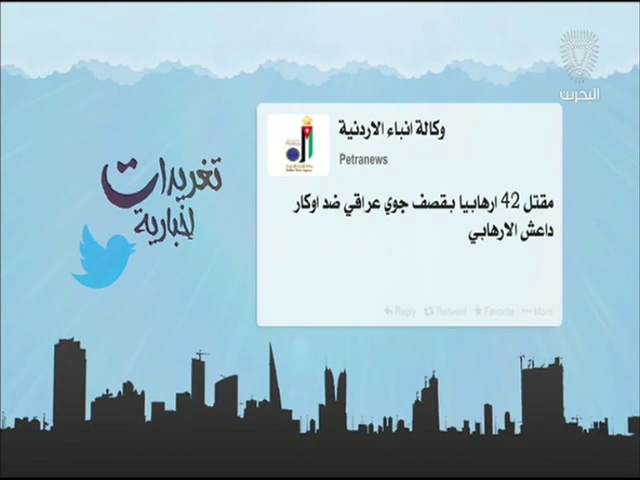 البحرين
وكالة انباء الاردنية
Petranews
تغريدات
إخبارية
مقتل 42 ارهابيا بقصف جوي عراقي ضد اوكار
داعش الارهابي
Reply Retweet Favorite More